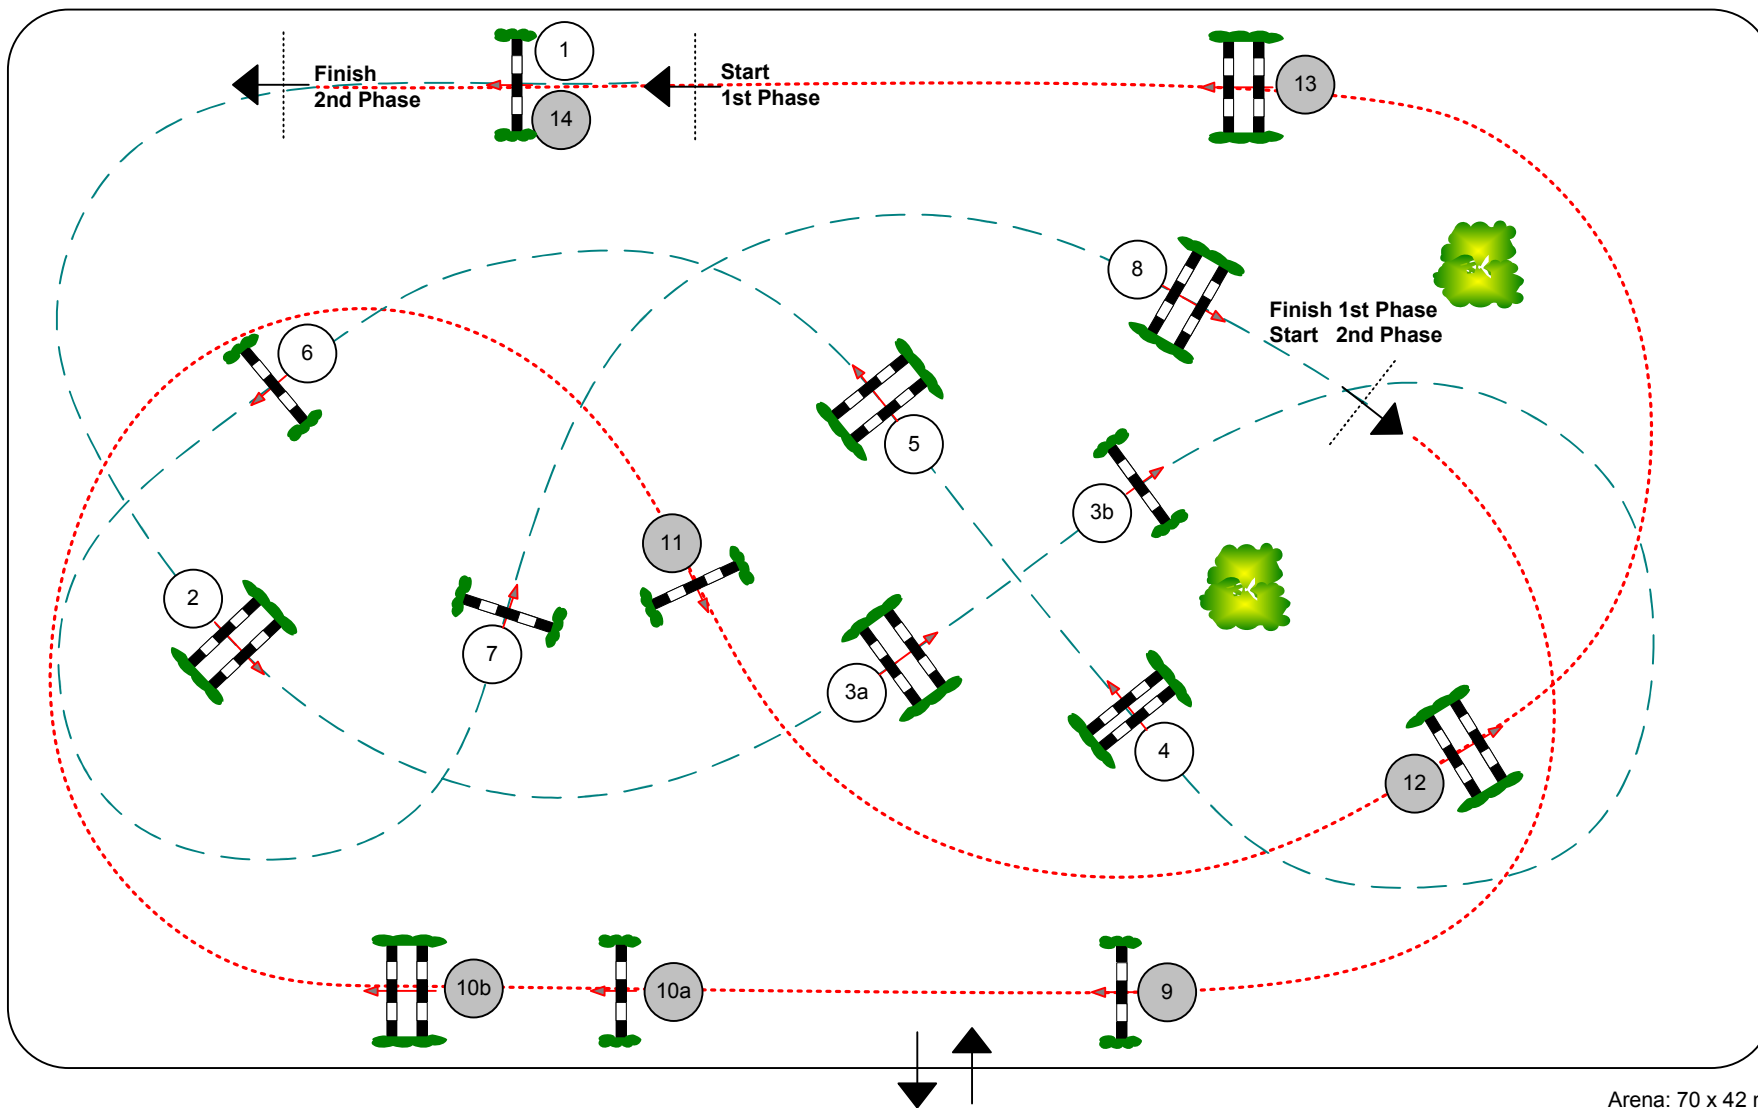 1
Finish
2nd Phase
Start
1st Phase
13
14
8
Finish 1st Phase
Start 2nd Phase
6
5
3b
11
2
7
3a
4
12
10b
10a
9
Arena: 70 x 42